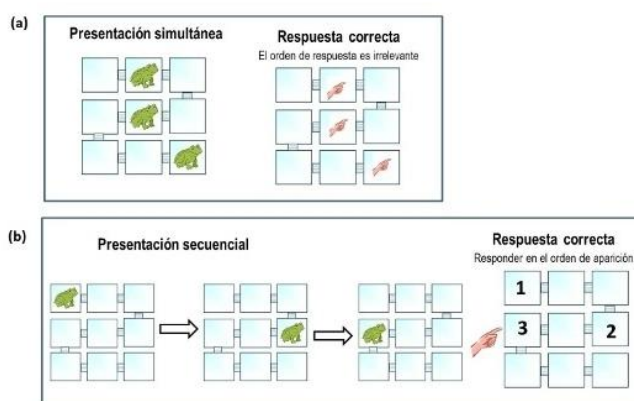 (a)
Presentación simultánea
Respuesta correcta
El orden de respuesta es irrelevante
(b)
Presentación secuencial
Respuesta correcta
Responder en el orden de aparición
1
3
2